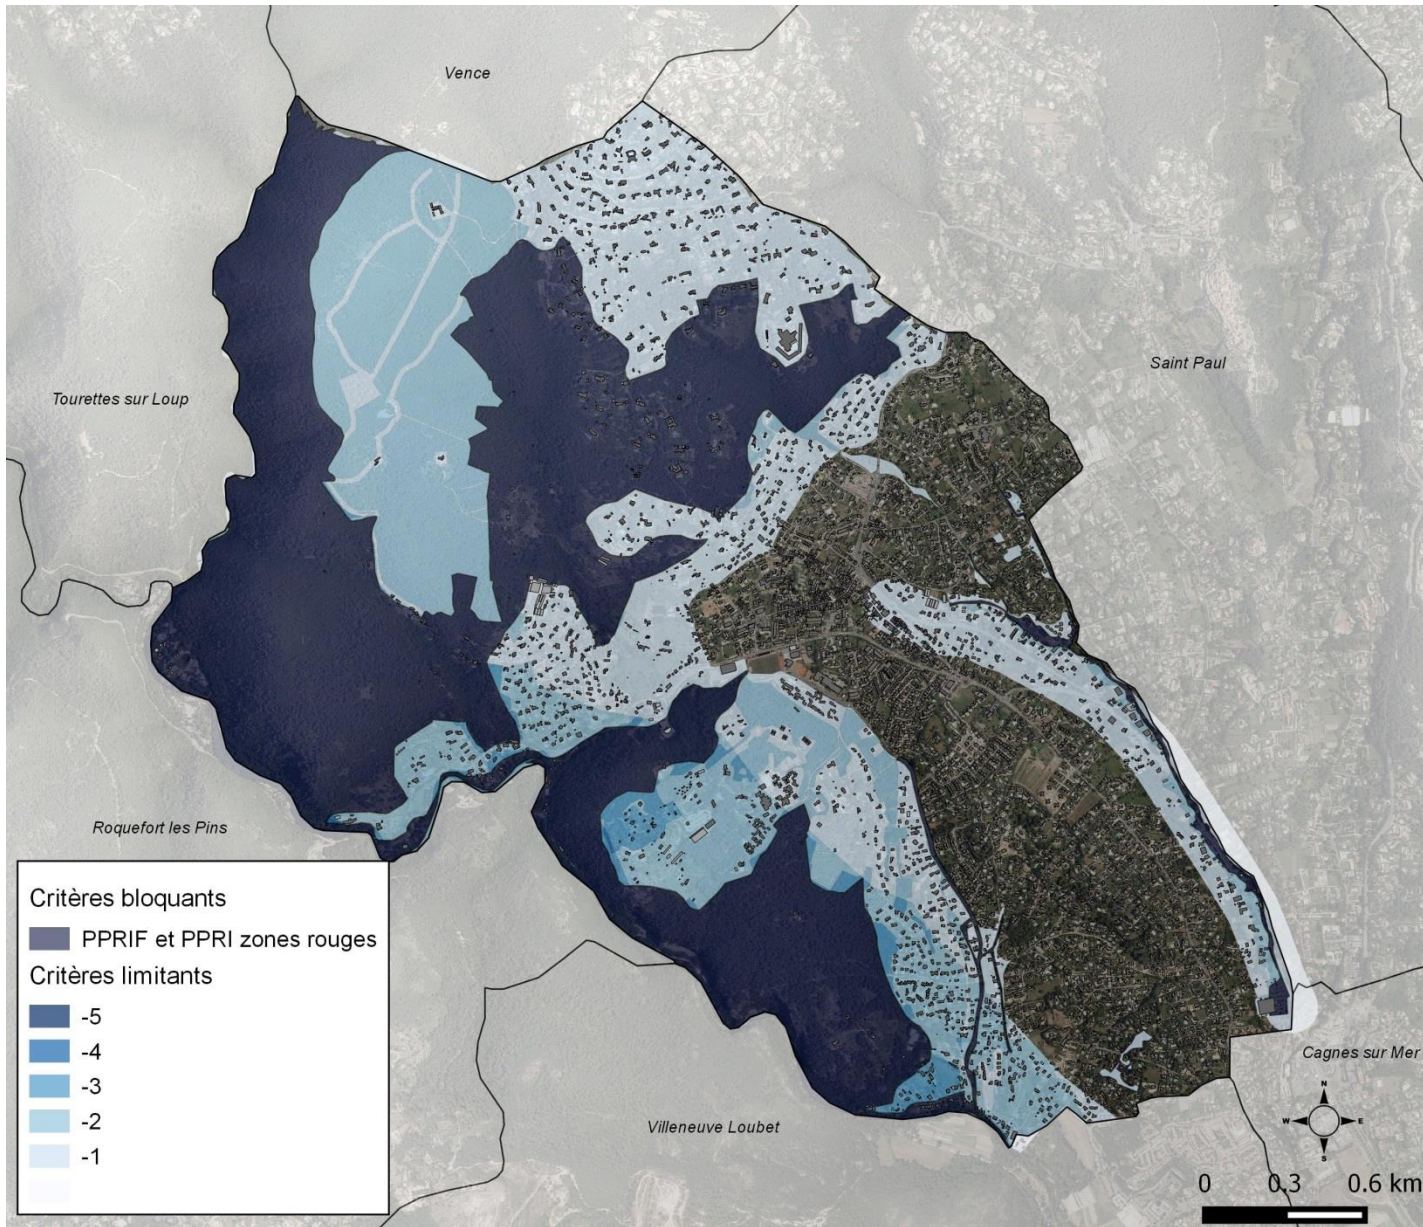 Vence
Saint Paul
Tourettes sur Loup
Roquefort les Pins
Critères bloquants
PPRIF et PPRI zones rouges
Critères limitants
-5
-4
-3
-2
-1
Cagnes sur Mer
Villeneuve Loubet
N
W E
S
0 0.3 0.6 km